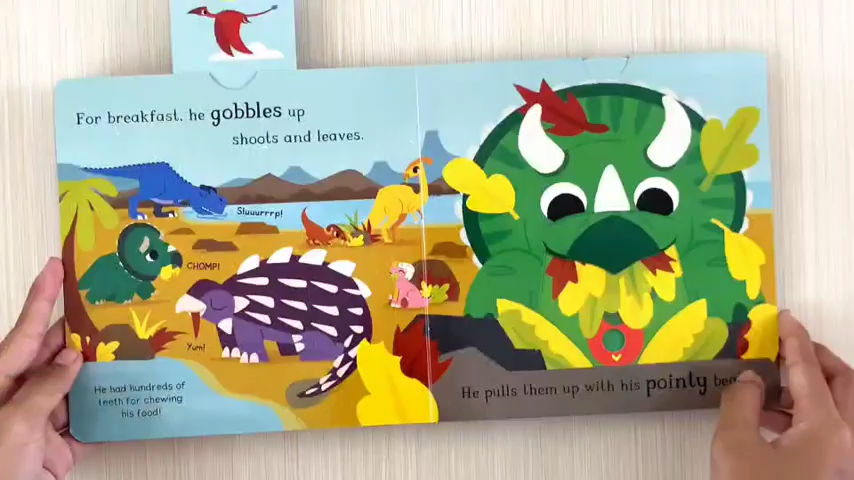 For breakfast, he gobbles up
shoots and leaves.
Sluuurrrp!
CHOMP!
Yum!
He had hundreds of
teeth for chewing
his food!
He pulls them up with his pointy